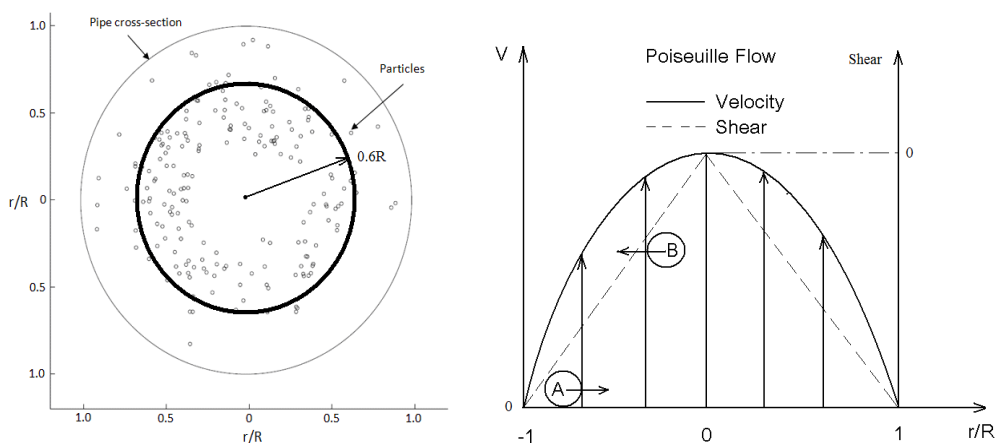 Pipe cross-section
Particles
0.6R
1.0
0.5
r/R
0
0.5
1.0
1.0
0.5
0
0.5
1.0
r/R
V
Poiseuille Flow
Shear
Velocity
Shear
0
B
A
0
-1
0
1
r/R